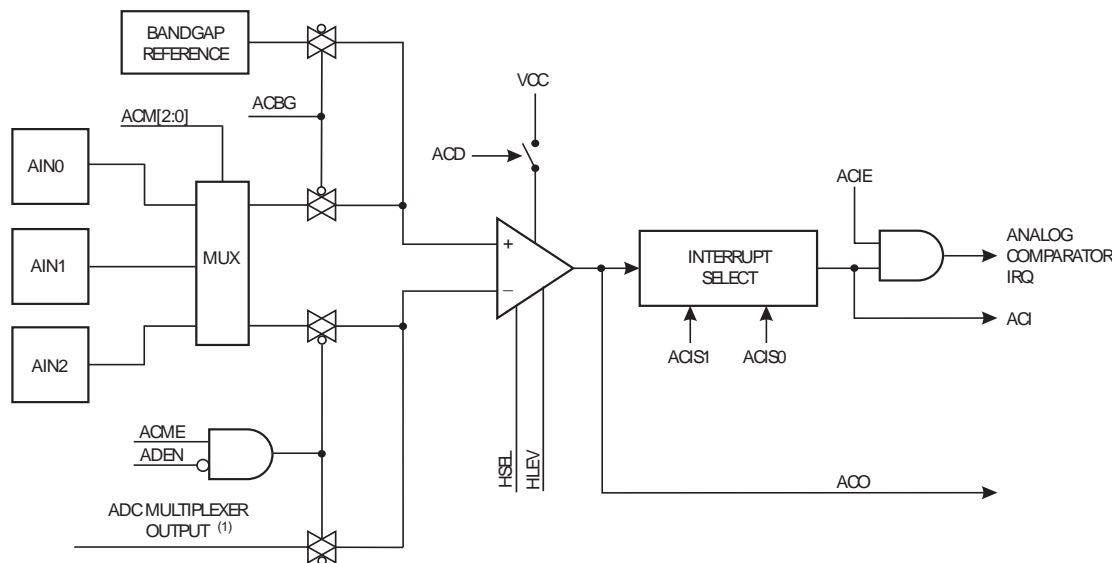 BANDGAP
REFERENCE
VCC
ACBG
ACM[2:0]
ACD
AIN0
ACIE
MUX
+
INTERRUPT
SELECT
ANALOG
COMPARATOR
IRQ
AIN1
−
ACI
AIN2
ACIS1
ACIS0
ACME
ADEN
HSEL
HLEV
ACO
ADC MULTIPLEXER
OUTPUT (1)